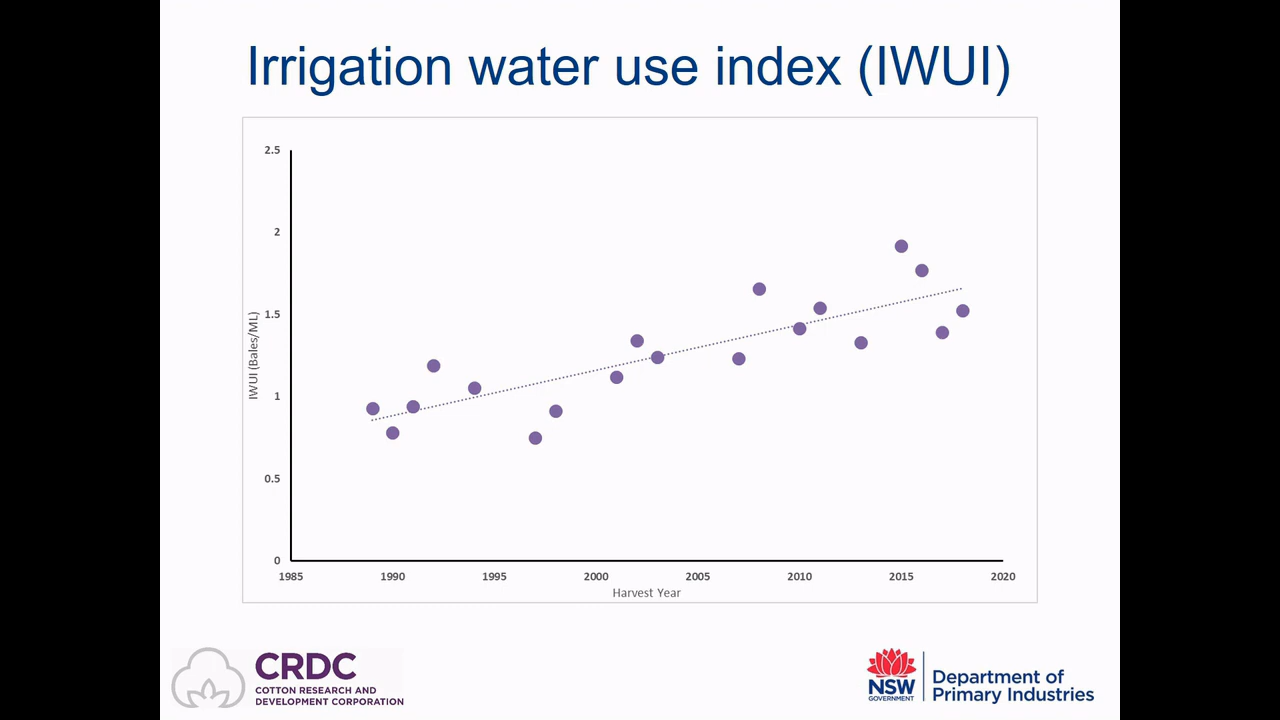 Irrigation water use index (IWUI)
2.5
2
1.5
1
0.5
0
IWUI (Bales/ML)
1985 1990 1995 2000 2005 2010 2015 2020
Harvest Year
CRDC
COTTON RESEARCH AND
DEVELOPMENT CORPORATION
NSW
GOVERNMENT
Department of
Primary Industries